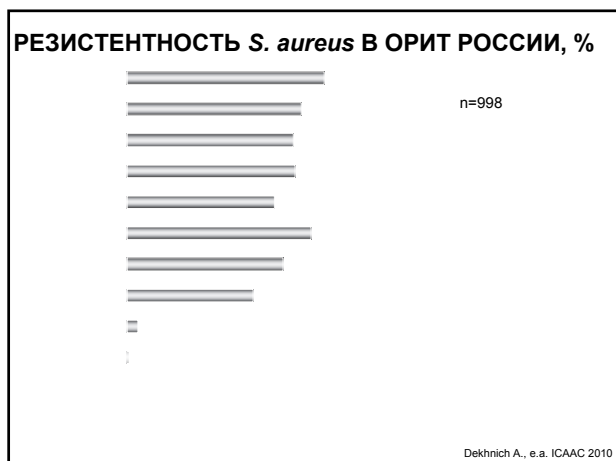 РЕЗИСТЕНТНОСТЬ S. aureus В ОРИТ РОССИИ, %
n=998
Dekhnich A., e.a. ICAAC 2010